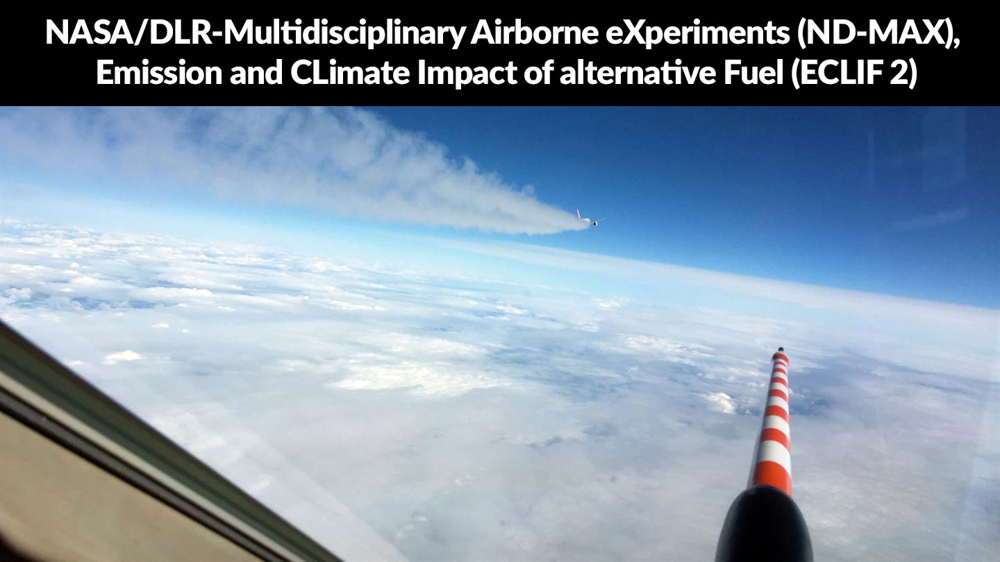 NASA/DLR-Multidisciplinary Airborne eXperiments (ND-MAX),
Emission and CLimate Impact of alternative Fuel (ECLIF 2)